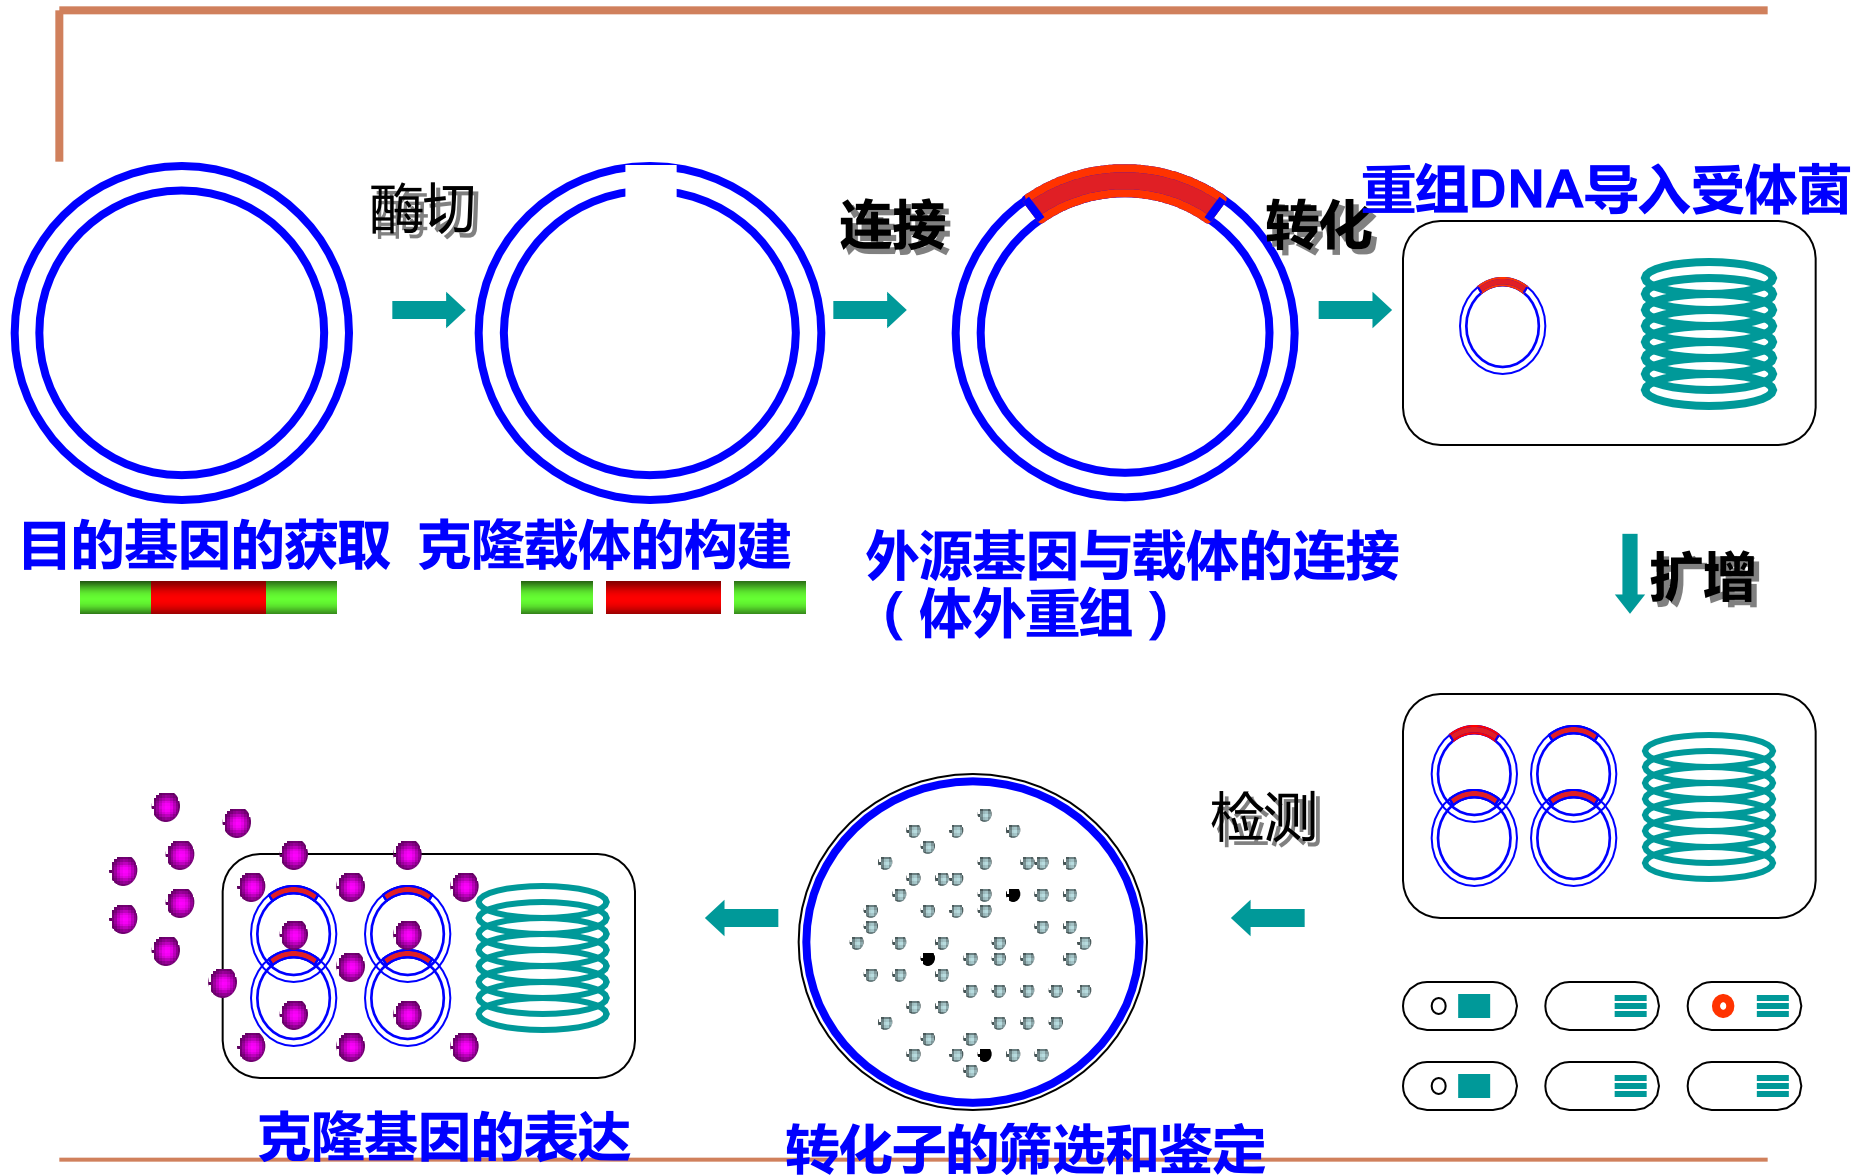 酶切
连接
转化
重组DNA导入受体菌
目的基因的获取
克隆载体的构建
外源基因与载体的连接
（体外重组）
扩增
检测
克隆基因的表达
转化子的筛选和鉴定